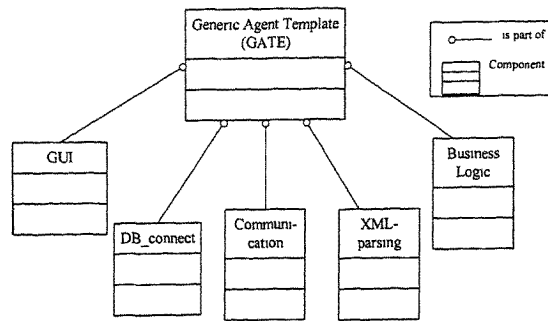 Generic Agent Template
(GATE)
is part of
Component
GUI
Business
Logic
DB_connect
Communi-
cation
XML-
parsing